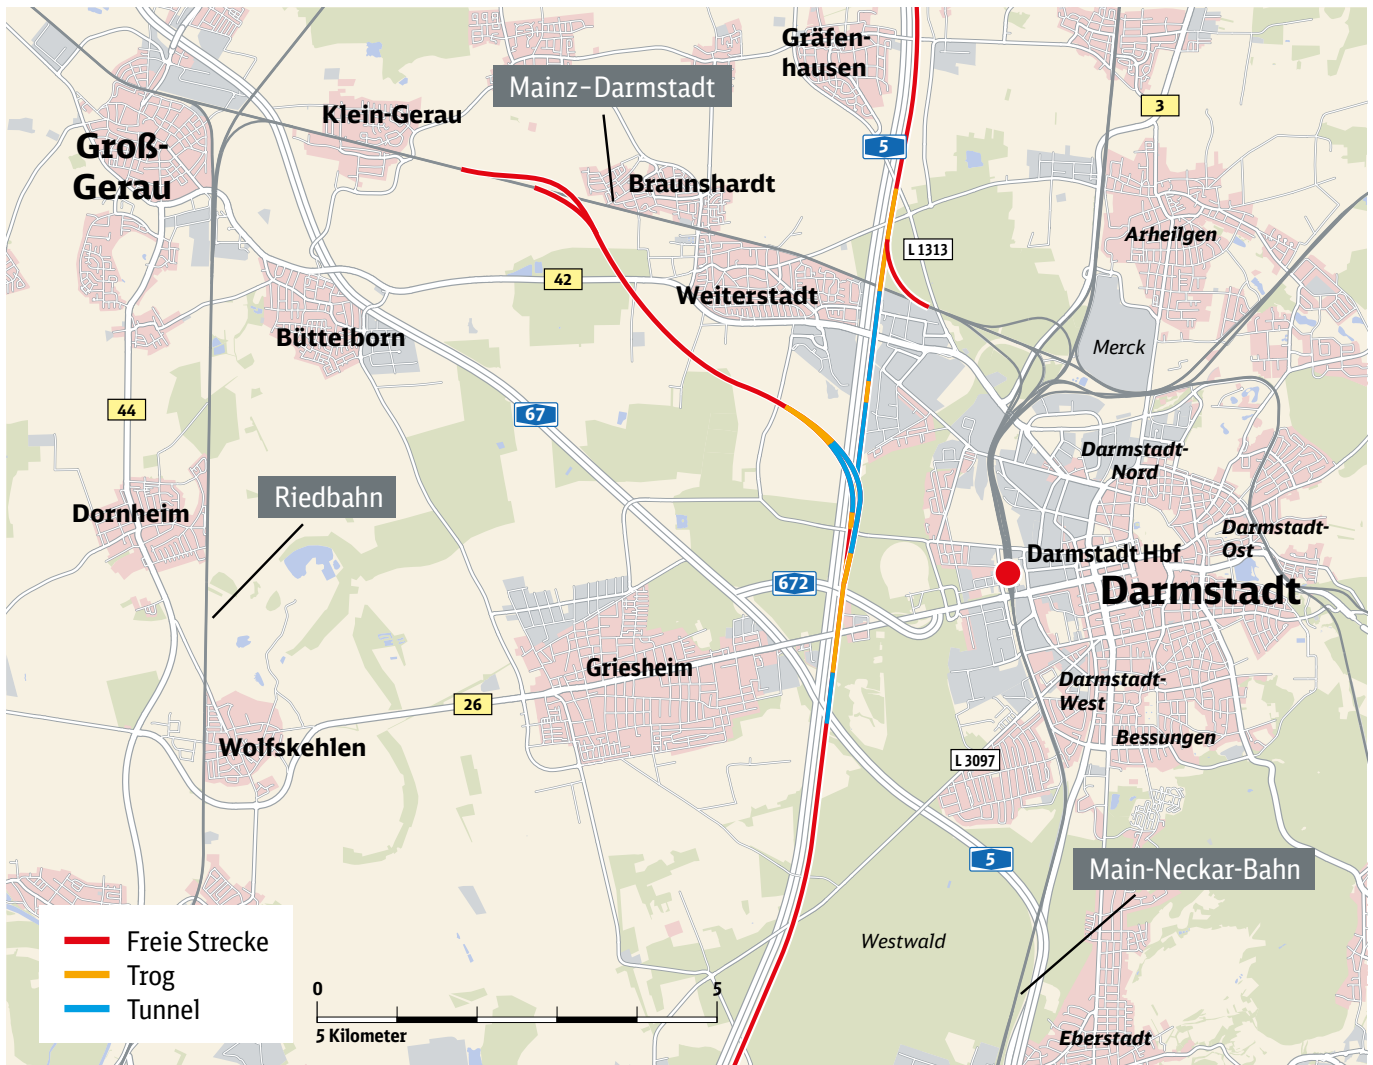 Gräfen-
hausen
Mainz-Darmstadt
3
Klein-Gerau
5
Groß-
Gerau
Braunshardt
Arheilgen
L 1313
42
Weiterstadt
Büttelborn
Merck
44
67
Darmstadt-
Nord
Riedbahn
Dornheim
Darmstadt-
Ost
Darmstadt Hbf
672
Darmstadt
Griesheim
Darmstadt-
West
26
Bessungen
Wolfskehlen
L 3097
5
Main-Neckar-Bahn
Westwald
Freie Strecke
Trog
Tunnel
0 5
5 Kilometer
Eberstadt